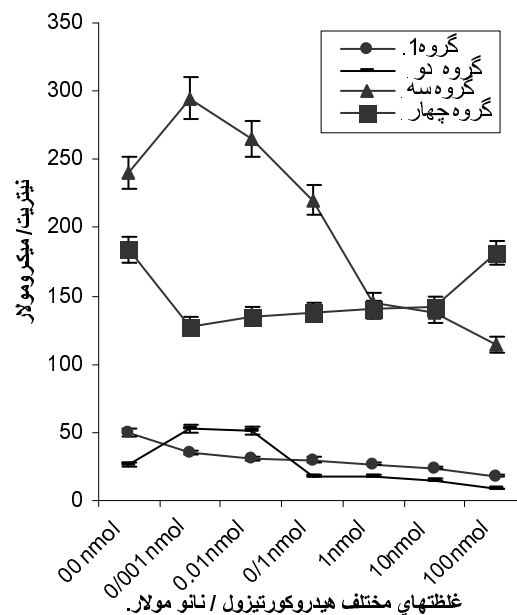 350
300
250
200
150
100
50
0
نيتريت/ ميكرومولار
گروه1.
گروه دو .
گروه سه
گروه چهار
00 nmol
0/001 nmol
0.01nmol
0/1nmol
1nmol
10nmol
100nmol
غلظتهاي مختلف هيدروكورتيزول / نانو مولار.